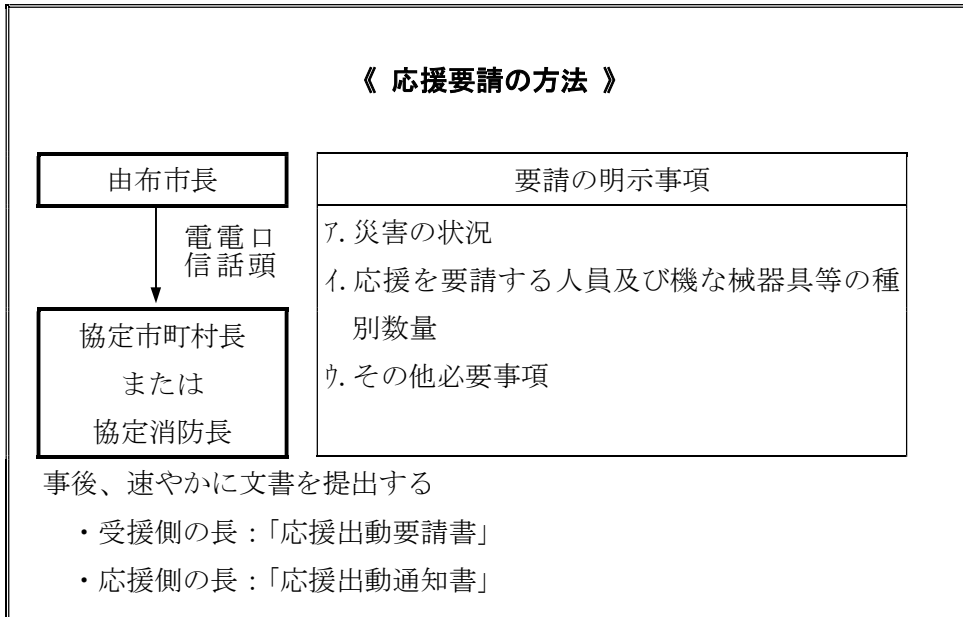 《 応援要請の方法 》
由布市長
電電口
信話頭
協定市町村長
または
協定消防長
要請の明示事項
ｱ. 災害の状況
ｲ. 応援を要請する人員及び機な械器具等の種
別数量
ｳ. その他必要事項
事後、速やかに文書を提出する
・受援側の長：「応援出動要請書」
・応援側の長：「応援出動通知書」